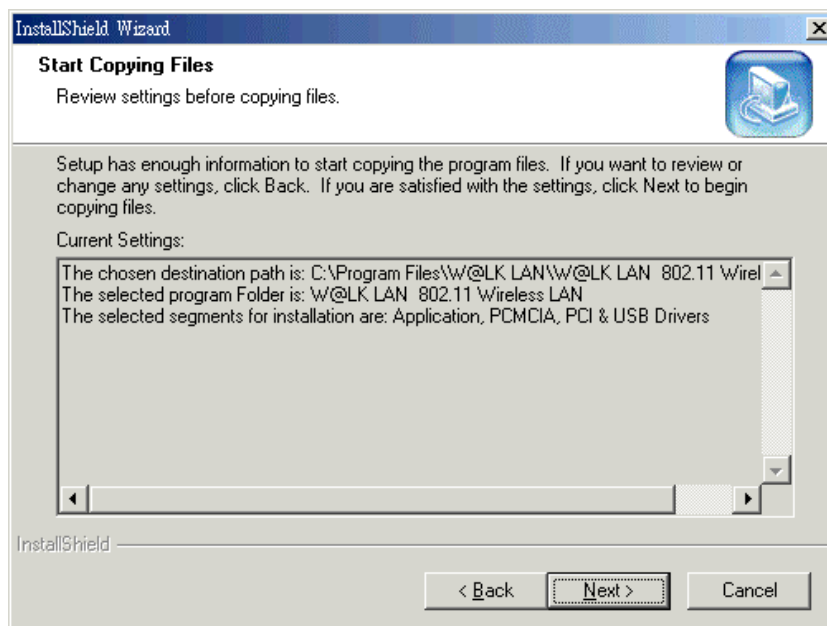 InstallShield Wizard
Start Copying Files
Review settings before copying files.
Setup has enough information to start copying the program files.  If you want to review or
change any settings, click Back.  If you are satisfied with the settings, click Next to begin
copying files.
Current Settings:
The chosen destination path is: C:\Program Files\W@LK LAN\W@LK LAN  802.11 Wirel
The selected program Folder is: W@LK LAN  802.11 Wireless LAN
The selected segments for installation are: Application, PCMCIA, PCI & USB Drivers
InstallShield
< Back
Next >
Cancel